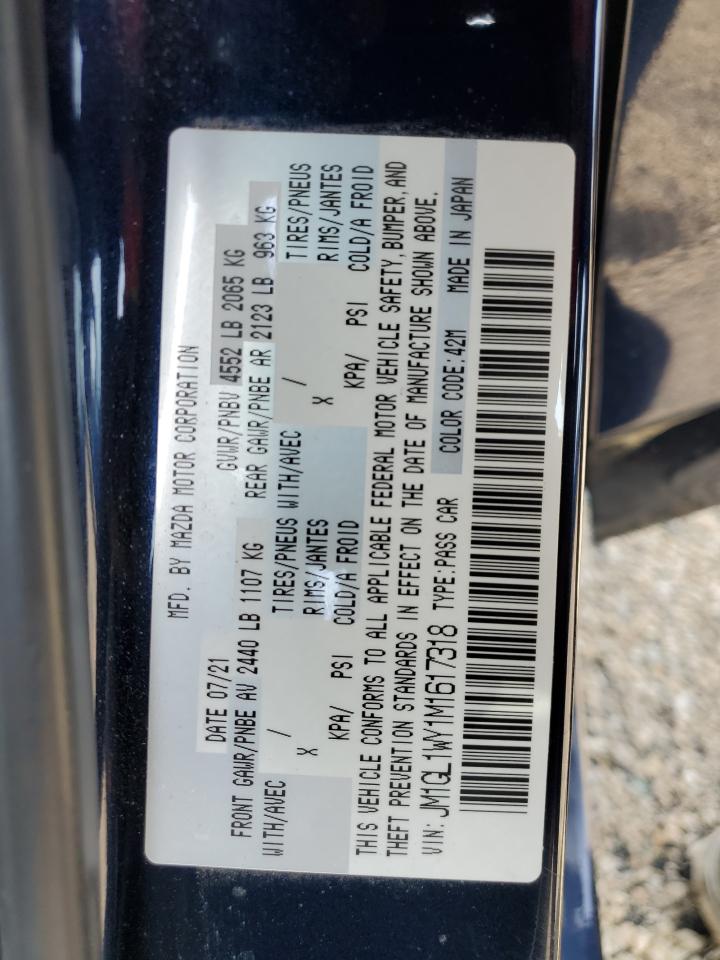 MFD. BY MAZDA MOTOR CORPORATION
DATE 07/21 GVWR/PNBV 4552 LB 2065 KG
FRONT GAWR/PNBE AV 2440 LB 1107 KG REAR GAWR/PNBE AR 2123 LB 963 KG
WITH/AVEC / TIRES/PNEUS WITH/AVEC / TIRES/PNEUS
X RIMS/JANTES X RIMS/JANTES
KPA/ PSI COLD/A FROID KPA/ PSI COLD/A FROID
THIS VEHICLE CONFORMS TO ALL APPLICABLE FEDERAL MOTOR VEHICLE SAFETY, BUMPER, AND
THEFT PREVENTION STANDARDS IN EFFECT ON THE DATE OF MANUFACTURE SHOWN ABOVE.
VIN: JM1GL1WY1M1617318 TYPE:PASS CAR COLOR CODE:42M MADE IN JAPAN